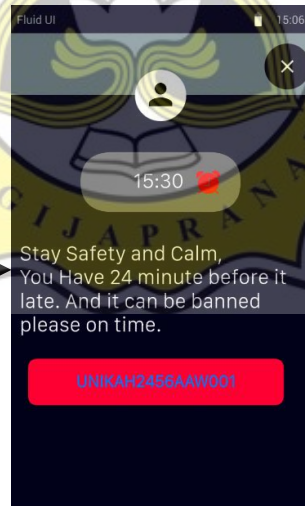 Fluid UI 15:06
GIJAPRANA
15:30
Stay Safety and Calm,
You Have 24 minute before it
late. And it can be banned
please on time.
UNIKAH2456AAW001